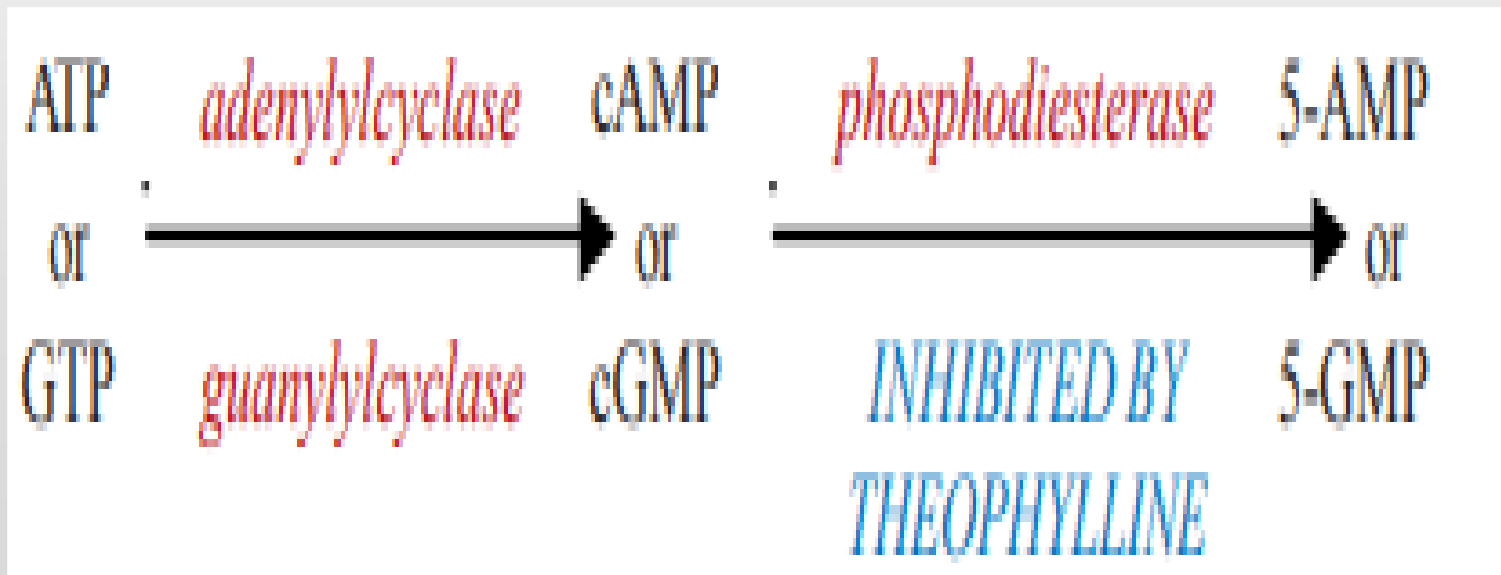 ATP adenylylcyclase cAMP phosphodiesterase 5-AMP
or or or
GTP guanylylcyclase cGMP INHIBITED BY 5-GMP
THEOPHYLLINE